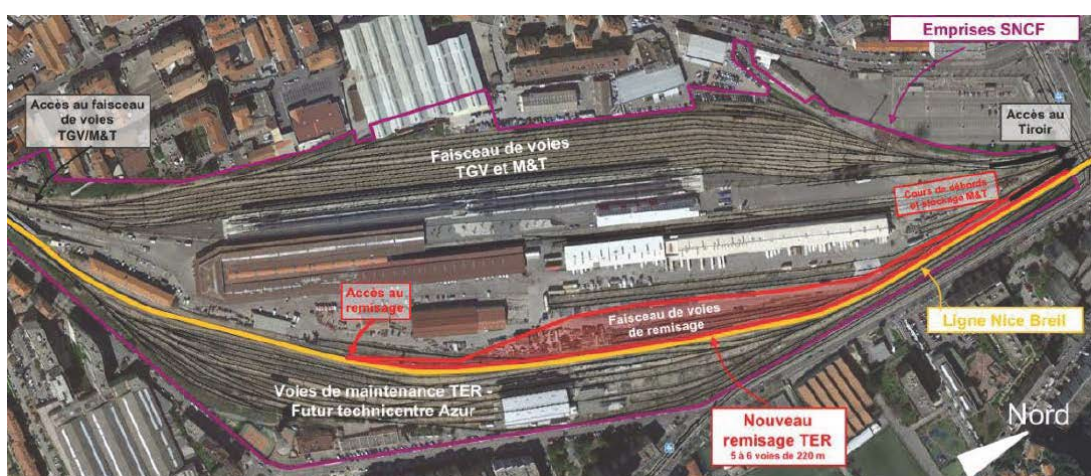 Emprises SNCF
Accès au faisceau
de voies
TGV/M&T
Accès au
Tiroir
Faisceau de voies
TGV et M&T
Cours de débords
et stockage M&T
Accès au
remisage
Faisceau de voies
de remisage
Ligne Nice Breil
Voies de maintenance TER -
Futur technicentre Azur
Nouveau
remisage TER
5 à 6 voies de 220 m
Nord